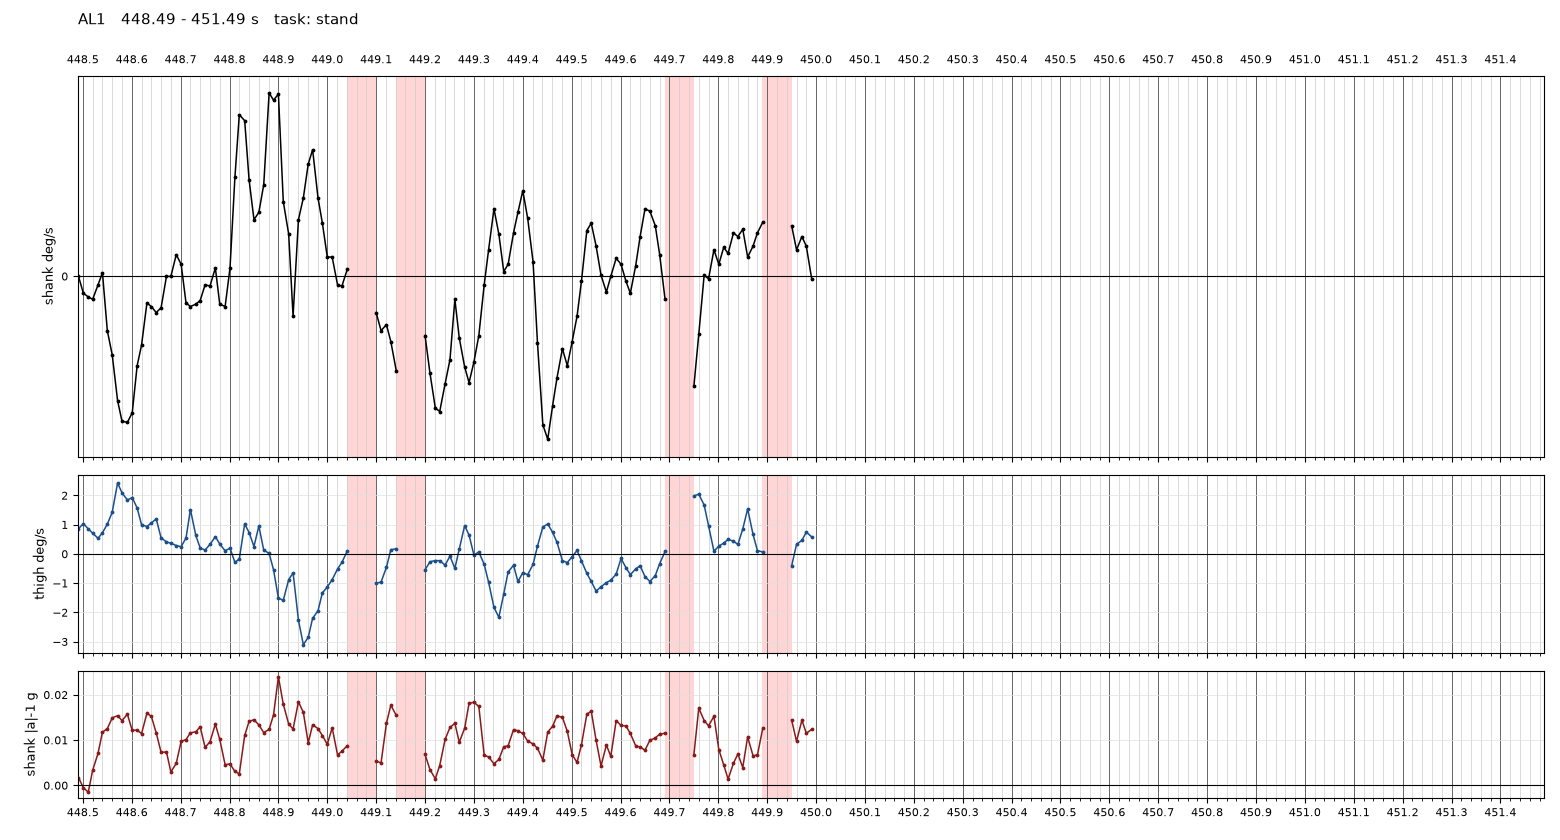 AL1   448.49 - 451.49 s   task: stand
448.5 448.6 448.7 448.8 448.9 449.0 449.1 449.2 449.3 449.4 449.5 449.6 449.7 449.8 449.9 450.0 450.1 450.2 450.3 450.4 450.5 450.6 450.7 450.8 450.9 451.0 451.1 451.2 451.3 451.4
shank deg/s
0
thigh deg/s
2
1
0
−1
−2
−3
shank |a|-1 g
0.02
0.01
0.00
448.5 448.6 448.7 448.8 448.9 449.0 449.1 449.2 449.3 449.4 449.5 449.6 449.7 449.8 449.9 450.0 450.1 450.2 450.3 450.4 450.5 450.6 450.7 450.8 450.9 451.0 451.1 451.2 451.3 451.4